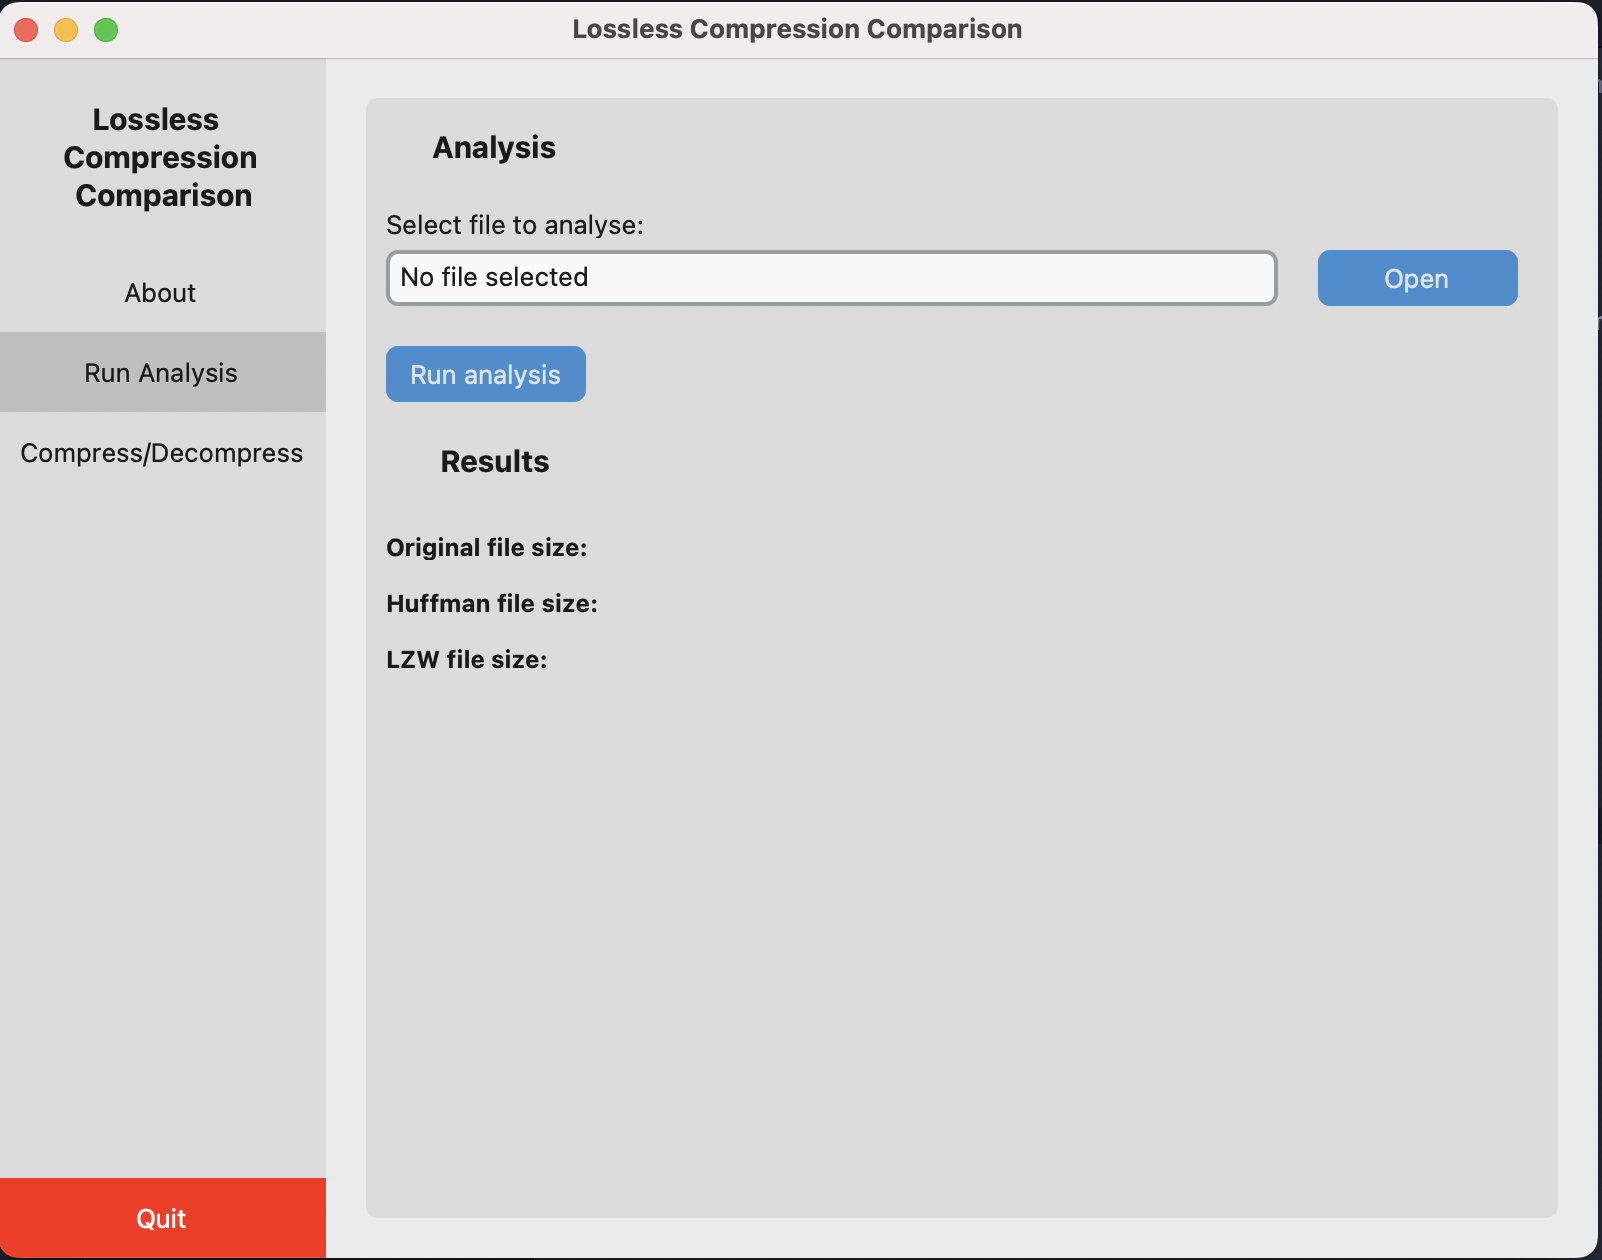 Lossless Compression Comparison
Lossless
Compression
Comparison
About
Run Analysis
Compress/Decompress
Quit
Analysis
Select file to analyse:
No file selected
Open
Run analysis
Results
Original file size:
Huffman file size:
LZW file size: